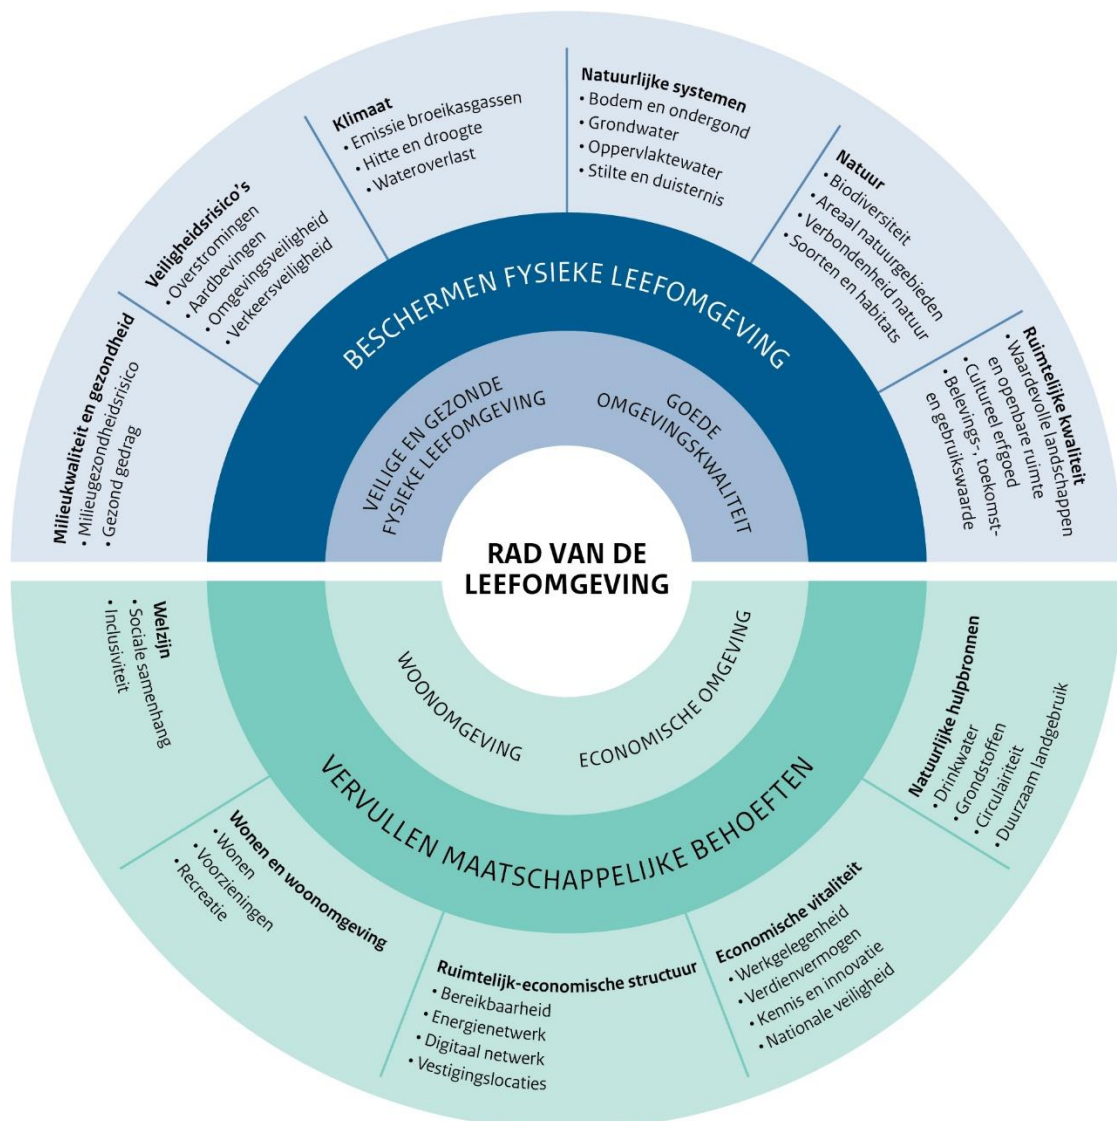 RAD VAN DE
LEEFOMGEVING
BESCHERMEN FYSIEKE LEEFOMGEVING
VEILIGE EN GEZONDE
FYSIEKE LEEFOMGEVING
GOEDE
OMGEVINGSKWALITEIT
Milieukwaliteit en gezondheid
• Milieugezondheidsrisico
• Gezond gedrag
Veiligheidsrisico's
• Overstromingen
• Aardbevingen
• Omgevingsveiligheid
• Verkeersveiligheid
Klimaat
• Emissie broeikasgassen
• Hitte en droogte
• Wateroverlast
Natuurlijke systemen
• Bodem en ondergond
• Grondwater
• Oppervlaktewater
• Stilte en duisternis
Natuur
• Biodiversiteit
• Areaal natuurgebieden
• Verbondenheid natuur
• Soorten en habitats
Ruimtelijke kwaliteit
• Waardevolle landschappen
en openbare ruimte
• Cultureel erfgoed
• Belevings-, toekomst-
en gebruikswaarde
VERVULLEN MAATSCHAPPELIJKE BEHOEFTEN
WOONOMGEVING
ECONOMISCHE OMGEVING
Welzijn
• Sociale samenhang
• Inclusiviteit
Wonen en woonomgeving
• Wonen
• Voorzieningen
• Recreatie
Ruimtelijk-economische structuur
• Bereikbaarheid
• Energienetwerk
• Digitaal netwerk
• Vestigingslocaties
Economische vitaliteit
• Werkgelegenheid
• Verdienvermogen
• Kennis en innovatie
• Nationale veiligheid
Natuurlijke hulpbronnen
• Drinkwater
• Grondstoffen
• Circulairiteit
• Duurzaam landgebruik